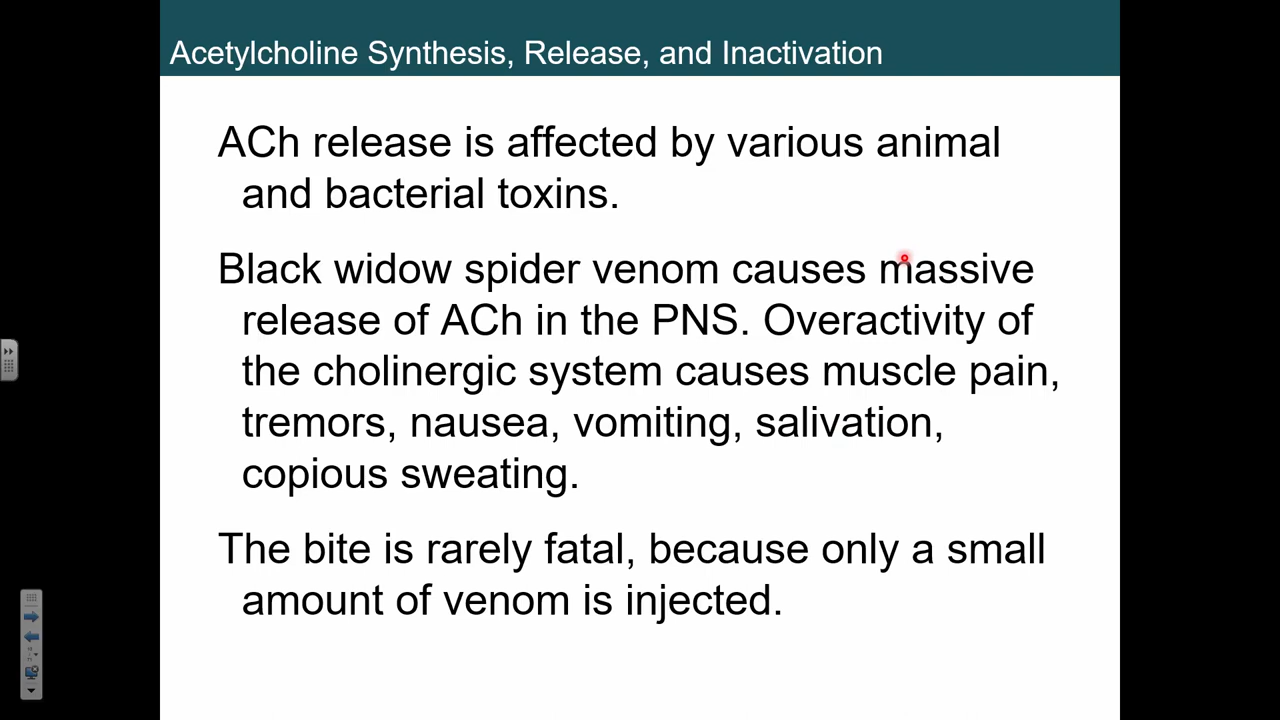 Acetylcholine Synthesis, Release, and Inactivation
ACh release is affected by various animal
and bacterial toxins.
Black widow spider venom causes massive
release of ACh in the PNS. Overactivity of
the cholinergic system causes muscle pain,
tremors, nausea, vomiting, salivation,
copious sweating.
The bite is rarely fatal, because only a small
amount of venom is injected.